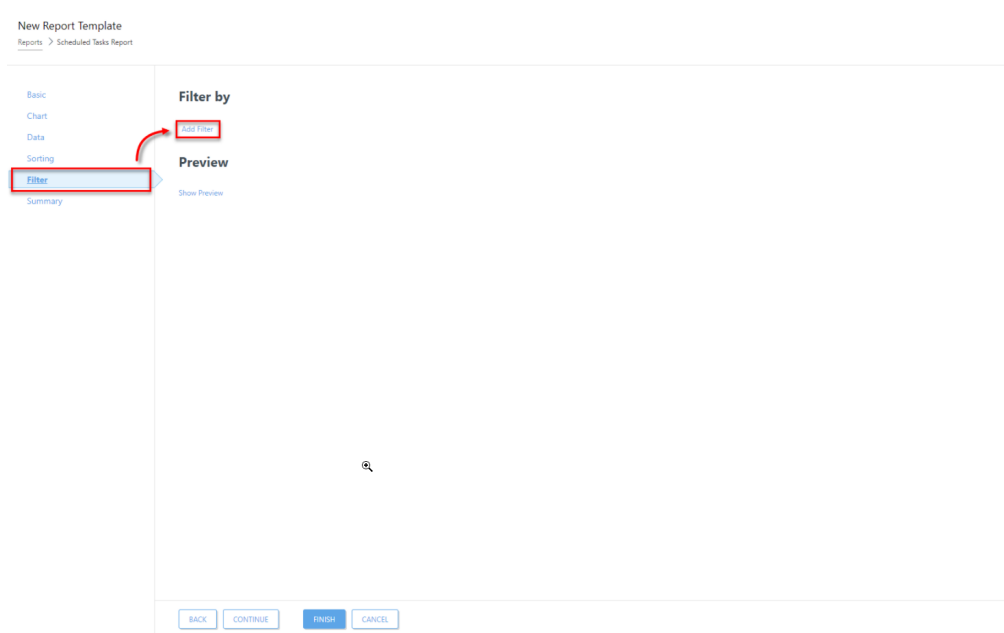 New Report Template
Reports > Scheduled Tasks Report
Basic
Chart
Data
Sorting
Filter
Summary
Filter by
Add Filter
Preview
Show Preview
BACK CONTINUE FINISH CANCEL